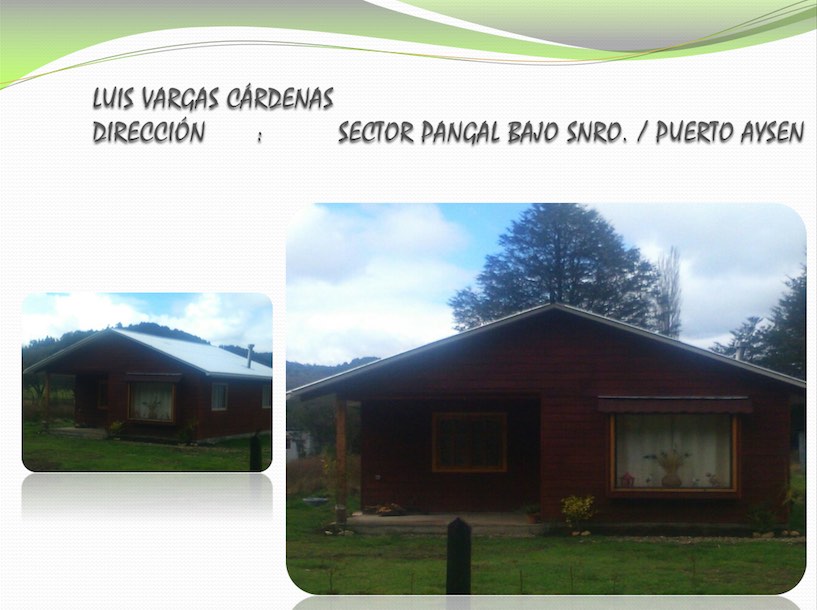 LUIS VARGAS CÁRDENAS
DIRECCIÓN : SECTOR PANGAL BAJO SNRO. / PUERTO AYSEN